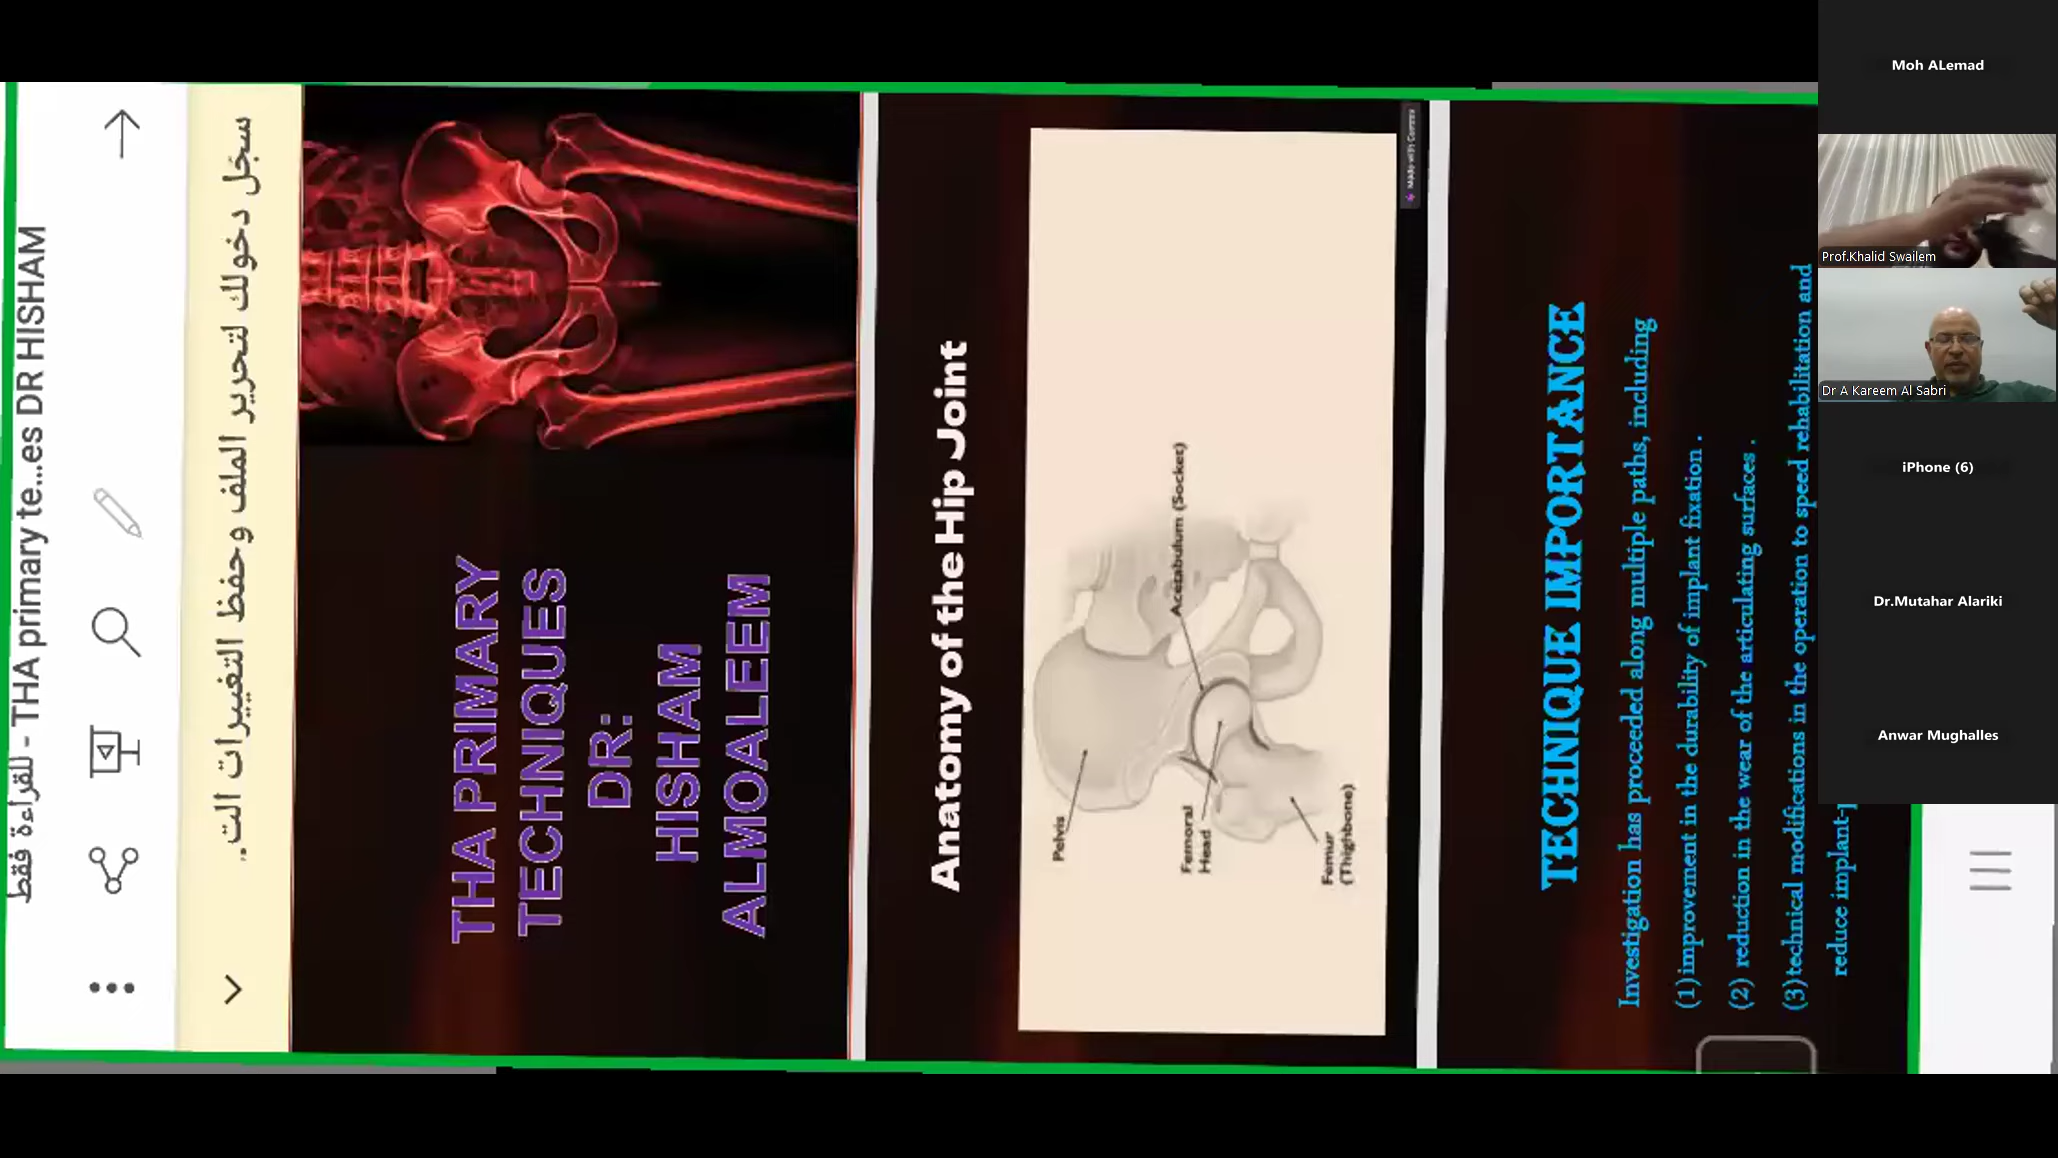 للقراءة فقط - THA primary te...es DR HISHAM
سجّل دخولك لتحرير الملف وحفظ التغييرات الت..
THA PRIMARY
TECHNIQUES
DR:
HISHAM
ALMOALEEM
Anatomy of the Hip Joint
Pelvis
Acetabulum (Socket)
Femoral
Head
Femur
(Thighbone)
TECHNIQUE IMPORTANCE
Investigation has proceeded along multiple paths, including
(1)improvement in the durability of implant fixation .
(2) reduction in the wear of the articulating surfaces .
(3)technical modifications in the operation to speed rehabilitation and
reduce implant-
Moh ALemad
Prof.Khalid Swailem
Dr A Kareem Al Sabri
iPhone (6)
Dr.Mutahar Alariki
Anwar Mughalles